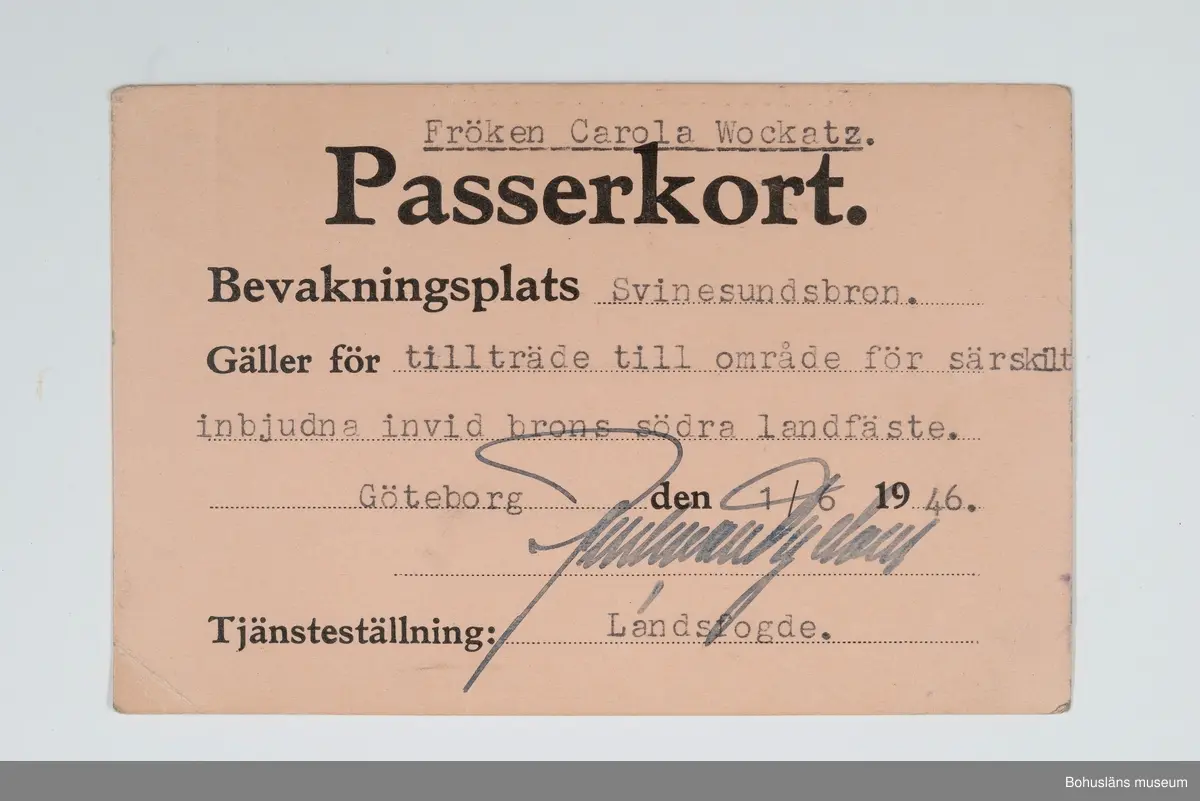 Fröken Carola Wockatz.
Passerkort.
Bevakningsplats Svinesundsbron.
Gäller för tillträde till område för särskilt
inbjudna invid brons södra landfäste.
Göteborg den 1/6 1946.
Tjänsteställning: Landsfogde.
Bohusläns museum